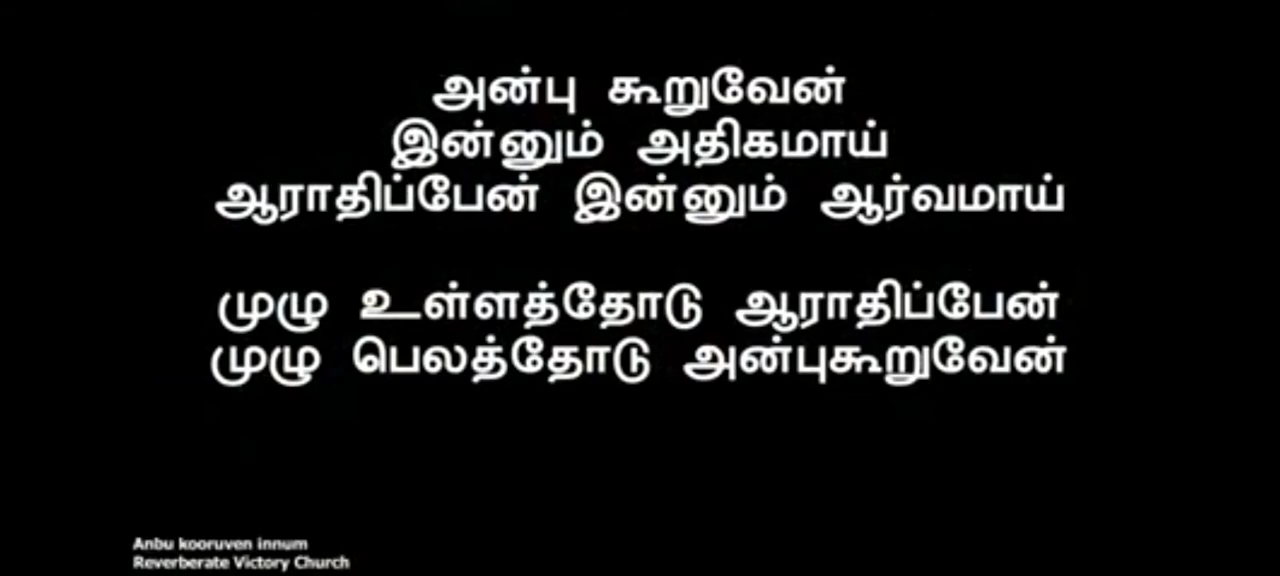 அன்பு கூறுவேன்
இன்னும் அதிகமாய்
ஆராதிப்பேன் இன்னும் ஆர்வமாய்
முழு உள்ளத்தோடு ஆராதிப்பேன்
முழு பெலத்தோடு அன்புகூறுவேன்
Anbu kooruven innum
Reverberate Victory Church